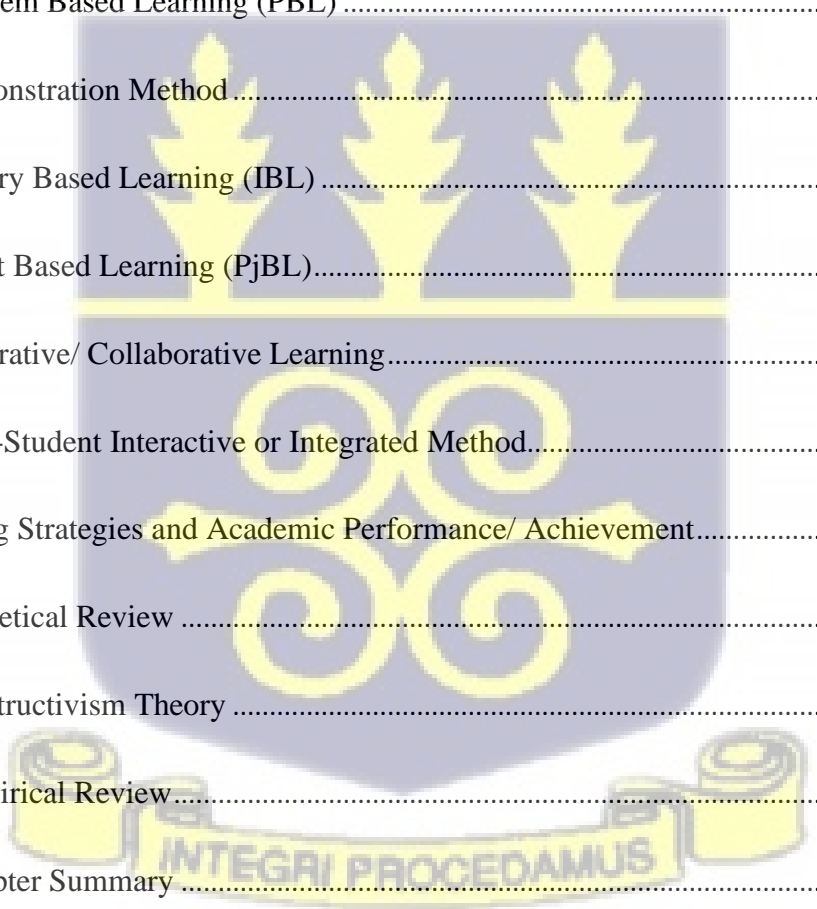 em Based Learning (PBL) ..............................................
onstration Method ..............................................
ry Based Learning (IBL) ..............................................
t Based Learning (PjBL) ..............................................
rative/ Collaborative Learning ..............................................
-Student Interactive or Integrated Method ..............................................
g Strategies and Academic Performance/ Achievement ..............................................
etical Review ..............................................
tructivism Theory ..............................................
irical Review ..............................................
INTEGRI PROCEDAMUS
pter Summary ..............................................